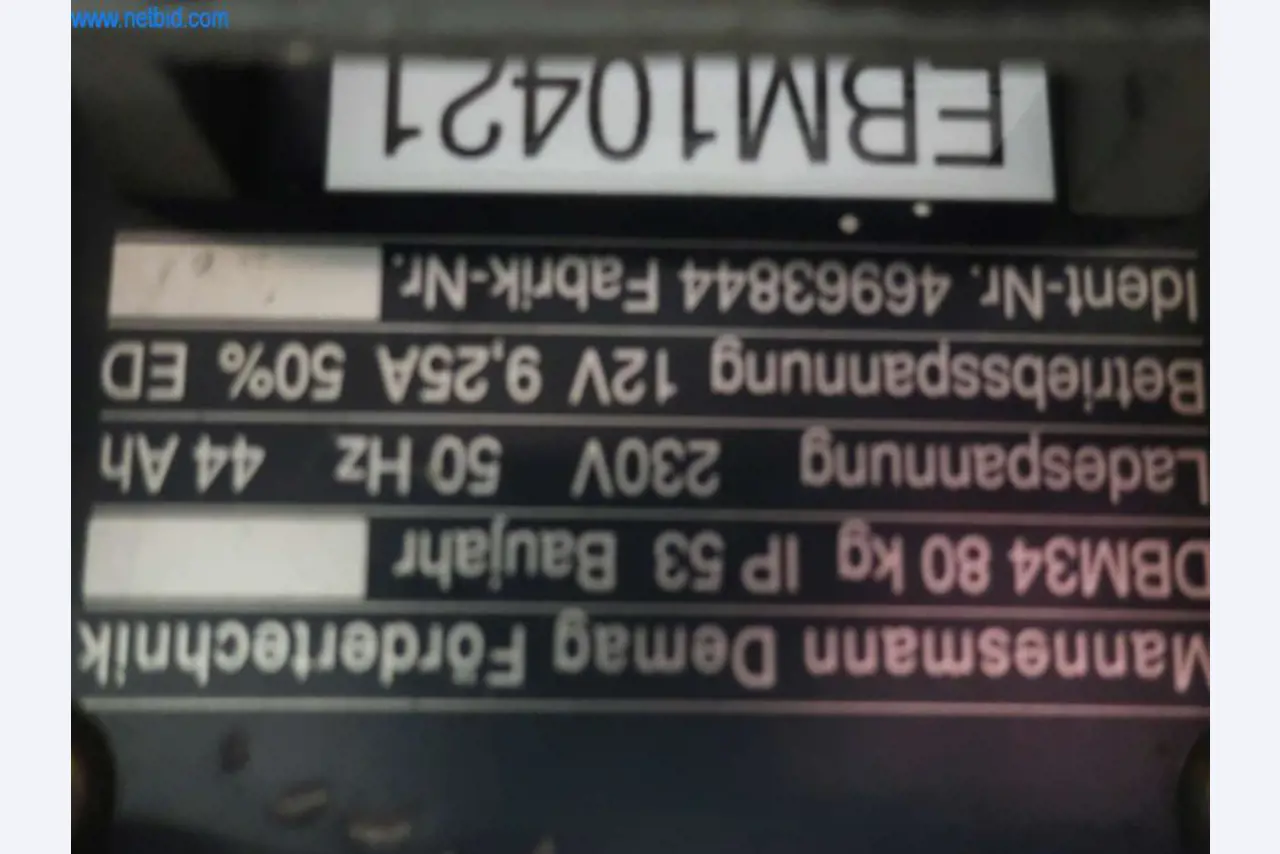 www.netbid.com
Mannesmann Demag Fördertechnik
DBM34 80 kg IP 53 Baujahr
Ladespannung 230V 50 Hz 44 Ah
Betriebsspannung 12V 9,25A 50% ED
Ident-Nr. 46963844 Fabrik-Nr.
EBM10421